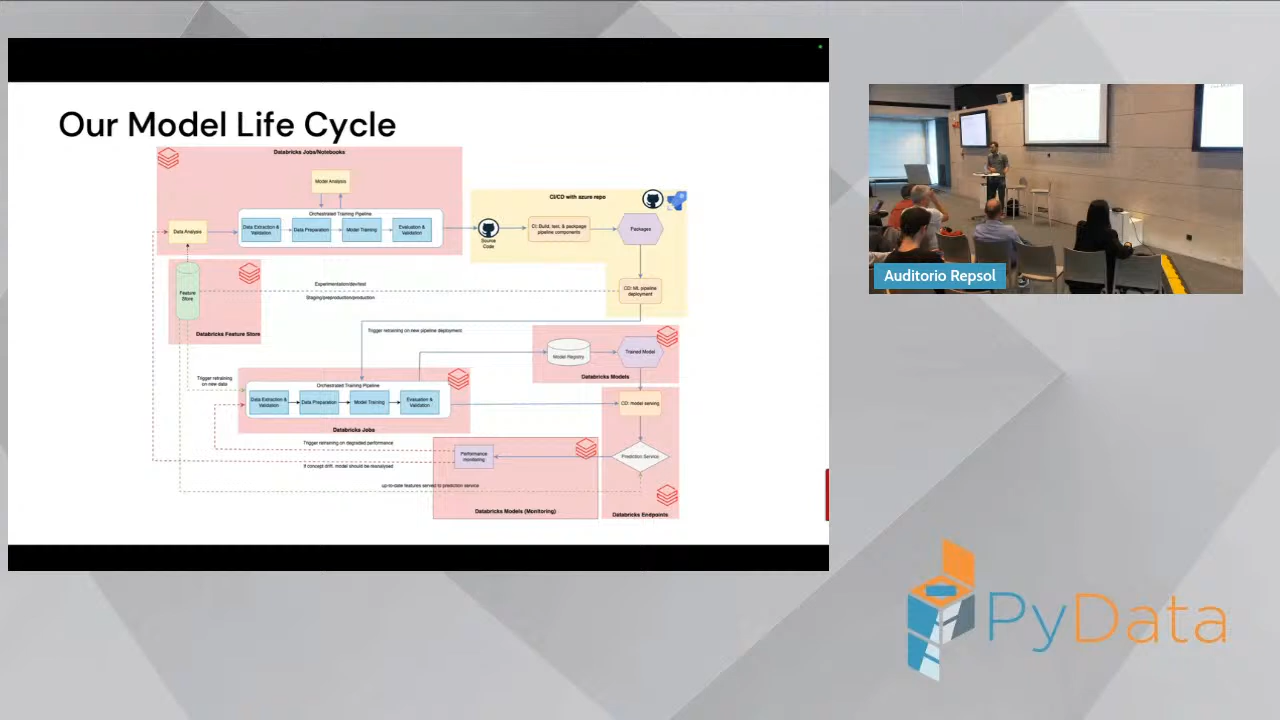 Our Model Life Cycle
Databricks Jobs/Notebooks
Model Analysis
Orchestrated Training Pipeline
Data Analysis
Data Extraction &
Validation
Data Preparation
Model Training
Evaluation &
Validation
CI/CD with azure repo
Source
Code
CI: Build, test, & packpage
pipeline components
Packages
CD: ML pipeline
deployment
Feature
Store
Databricks Feature Store
Experimentation/dev/test
Staging/preproduction/production
Trigger retraining on new pipeline deployment
Model Registry
Trained Model
Databricks Models
Trigger retraining
on new data
Orchestrated Training Pipeline
Data Extraction &
Validation
Data Preparation
Model Training
Evaluation &
Validation
Databricks Jobs
CD: model serving
Trigger retraining on degraded performance
If concept drift, model should be reanalysed
up-to-date features served to prediction service
Performance
monitoring
Prediction Service
Databricks Models (Monitoring)
Databricks Endpoints
Auditorio Repsol
PyData